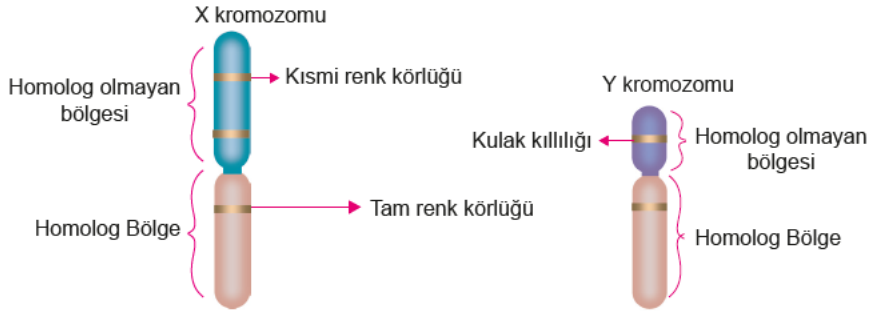 X kromozomu
Homolog olmayan
bölgesi
Kısmi renk körlüğü
Homolog Bölge
Tam renk körlüğü
Y kromozomu
Kulak kıllılığı
Homolog olmayan
bölgesi
Homolog Bölge